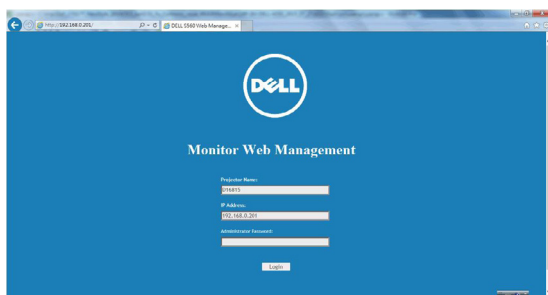 http://192.168.0.201/
DELL S560 Web Manage...
DELL
Monitor Web Management
Projector Name:
IP Address:
192.168.0.201
Administrator Password:
Login